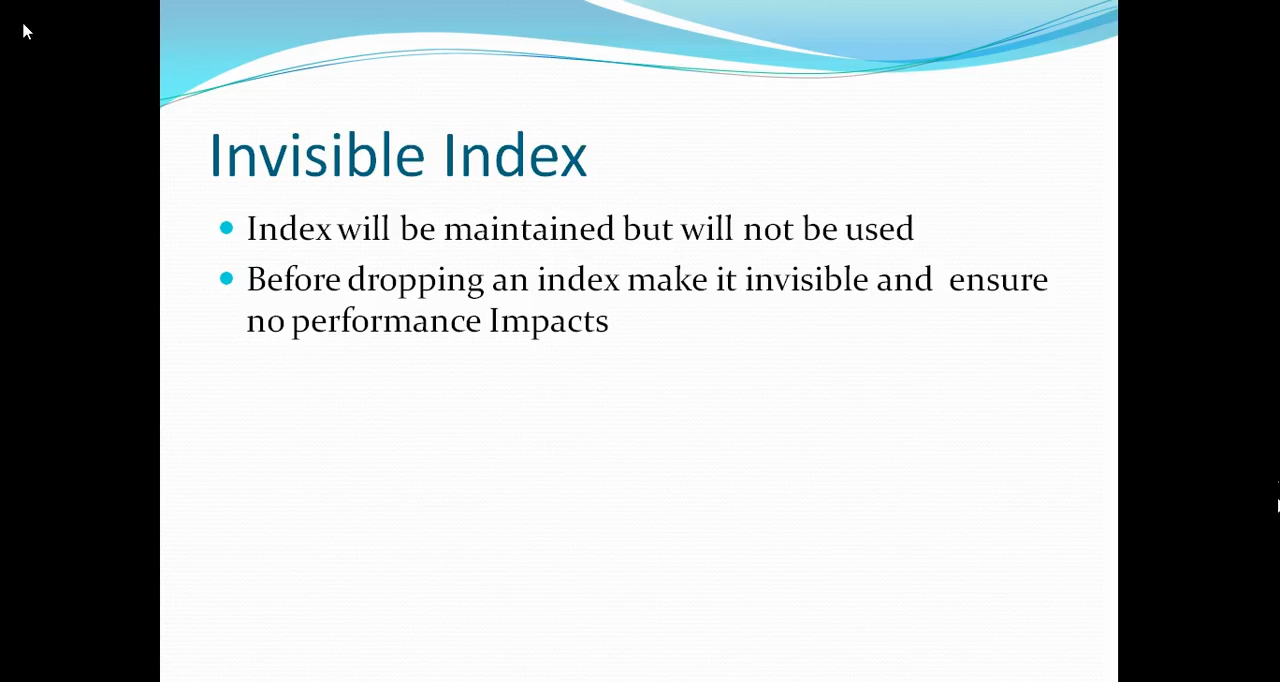 Invisible Index
Index will be maintained but will not be used
Before dropping an index make it invisible and ensure
no performance Impacts